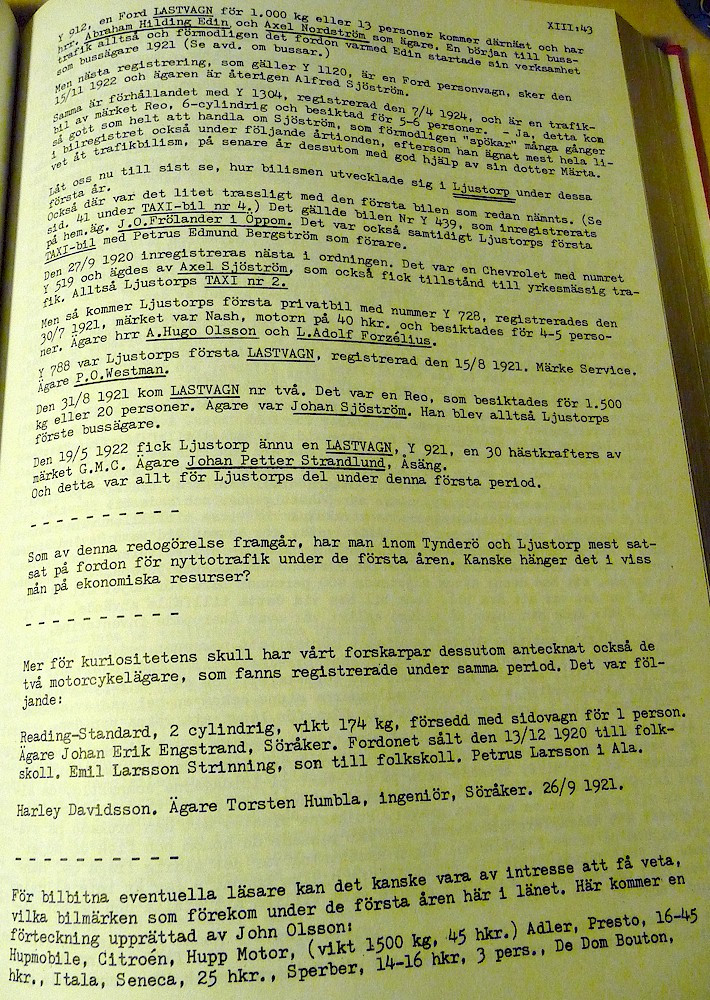 XIII:43
Y 912, en Ford LASTVAGN för 1.000 kg eller 13 personer kommer därnäst och har
hrr. Abraham Hilding Edin och Axel Nordström som ägare. En början till buss-
trafik alltså och förmodligen det fordon varmed Edin startade sin verksamhet
som bussägare 1921 (Se avd. om bussar.)
Men nästa registrering, som gäller Y 1120, är en Ford personvagn, sker den
15/11 1922 och ägaren är återigen Alfred Sjöström.
Samma är förhållandet med Y 1304, registrerad den 7/4 1924, och är en trafik-
bil av märket Reo, 6-cylindrig och besiktad för 5-6 personer. - Ja, detta kom
så gott som helt att handla om Sjöström, som förmodligen "spökar" många gånger
i bilregistret också under följande årtionden, eftersom han ägnat mest hela li-
vet åt trafikbilism, på senare år dessutom med god hjälp av sin dotter Märta.
Låt oss nu till sist se, hur bilismen utvecklade sig i Ljustorp under dessa
första år.
Också där var det litet trassligt med den första bilen som redan nämnts. (Se
sid. 41 under TAXI-bil nr 4.) Det gällde bilen Nr Y 439, som inregistrerats
på hem.äg. J.O.Frölander i Öppom. Det var också samtidigt Ljustorps första
TAXI-bil med Petrus Edmund Bergström som förare.
Den 27/9 1920 inregistreras nästa i ordningen. Det var en Chevrolet med numret
Y 519 och ägdes av Axel Sjöström, som också fick tillstånd till yrkesmässig tra-
fik. Alltså Ljustorps TAXI nr 2.
Men så kommer Ljustorps första privatbil med nummer Y 728, registrerades den
30/7 1921, märket var Nash, motorn på 40 hkr. och besiktades för 4-5 perso-
ner. Ägare hrr A.Hugo Olsson och L.Adolf Forzélius.
Y 788 var Ljustorps första LASTVAGN, registrerad den 15/8 1921. Märke Service.
Ägare P.O.Westman.
Den 31/8 1921 kom LASTVAGN nr två. Det var en Reo, som besiktades för 1.500
kg eller 20 personer. Ägare var Johan Sjöström. Han blev alltså Ljustorps
förste bussägare.
Den 19/5 1922 fick Ljustorp ännu en LASTVAGN, Y 921, en 30 hästkrafters av
märket G.M.C. Ägare Johan Petter Strandlund, Åsäng.
Och detta var allt för Ljustorps del under denna första period.
- - - - - - - - - -
Som av denna redogörelse framgår, har man inom Tynderö och Ljustorp mest sat-
sat på fordon för nyttotrafik under de första åren. Kanske hänger det i viss
mån på ekonomiska resurser?
- - - - - - - - - -
Mer för kuriositetens skull har vårt forskarpar dessutom antecknat också de
två motorcykelägare, som fanns registrerade under samma period. Det var föl-
jande:
Reading-Standard, 2 cylindrig, vikt 174 kg, försedd med sidovagn för 1 person.
Ägare Johan Erik Engstrand, Söråker. Fordonet sålt den 13/12 1920 till folk-
skoll. Emil Larsson Strinning, son till folkskoll. Petrus Larsson i Ala.
Harley Davidsson. Ägare Torsten Humbla, ingeniör, Söråker. 26/9 1921.
- - - - - - - - - -
För bilbitna eventuella läsare kan det kanske vara av intresse att få veta,
vilka bilmärken som förekom under de första åren här i länet. Här kommer en
förteckning upprättad av John Olsson:
Hupmobile, Citroén, Hupp Motor, (vikt 1500 kg, 45 hkr.) Adler, Presto, 16-45
hkr., Itala, Seneca, 25 hkr., Sperber, 14-16 hkr, 3 pers., De Dom Bouton,